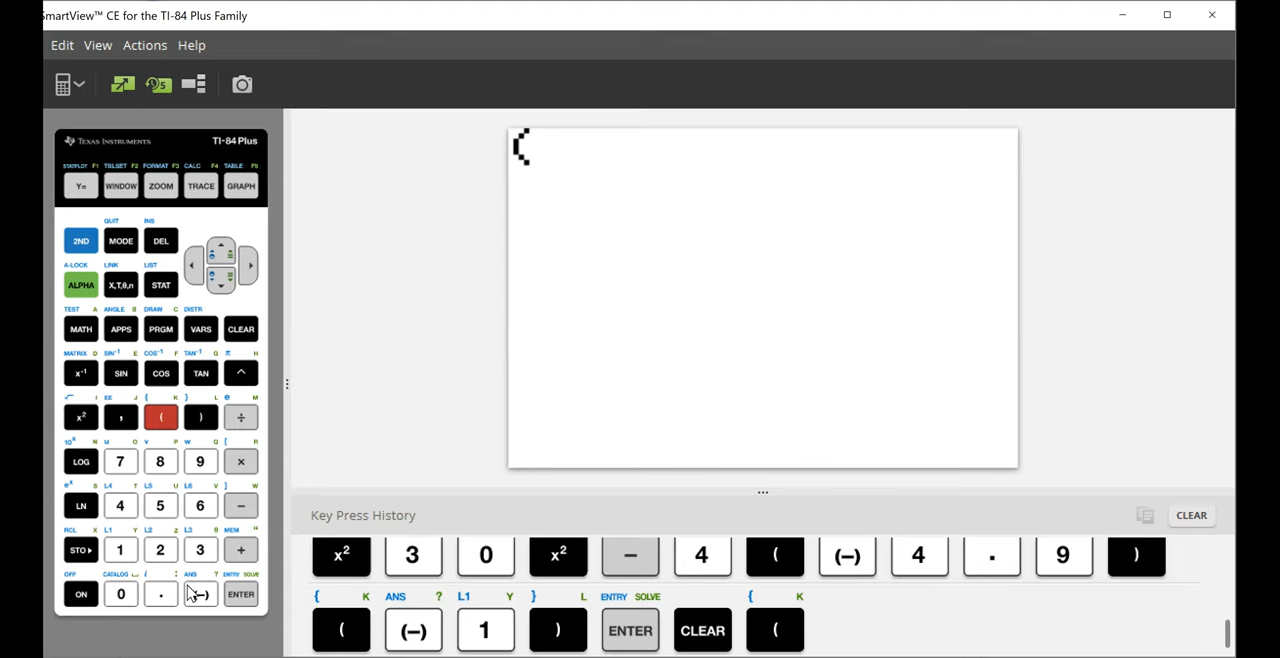 SmartView™ CE for the TI-84 Plus Family
Edit View Actions Help
TEXAS INSTRUMENTS TI-84 Plus
STATPLOT F1 TBLSET F2 FORMAT F3 CALC F4 TABLE F5
Y= WINDOW ZOOM TRACE GRAPH
QUIT INS
2ND MODE DEL
A-LOCK LINK LIST
ALPHA X,T,θ,n STAT
TEST A ANGLE B DRAW C DISTR
MATH APPS PRGM VARS CLEAR
MATRIX D SIN⁻¹ E COS⁻¹ F TAN⁻¹ G π H
x⁻¹ SIN COS TAN ^
√ I EE J { K } L e M
x² , ( ) ÷
10ˣ N u O v P w Q [ R
LOG 7 8 9 ×
eˣ S L4 T L5 U L6 V ] W
LN 4 5 6 −
RCL X L1 Y L2 Z L3 θ MEM "
STO▸ 1 2 3 +
OFF CATALOG ⎵ i : ANS ? ENTRY SOLVE
ON 0 . (−) ENTER
(
Key Press History CLEAR
x² 3 0 x² − 4 ( (−) 4 . 9 )
{ K ANS ? L1 Y } L ENTRY SOLVE { K
( (−) 1 ) ENTER CLEAR (